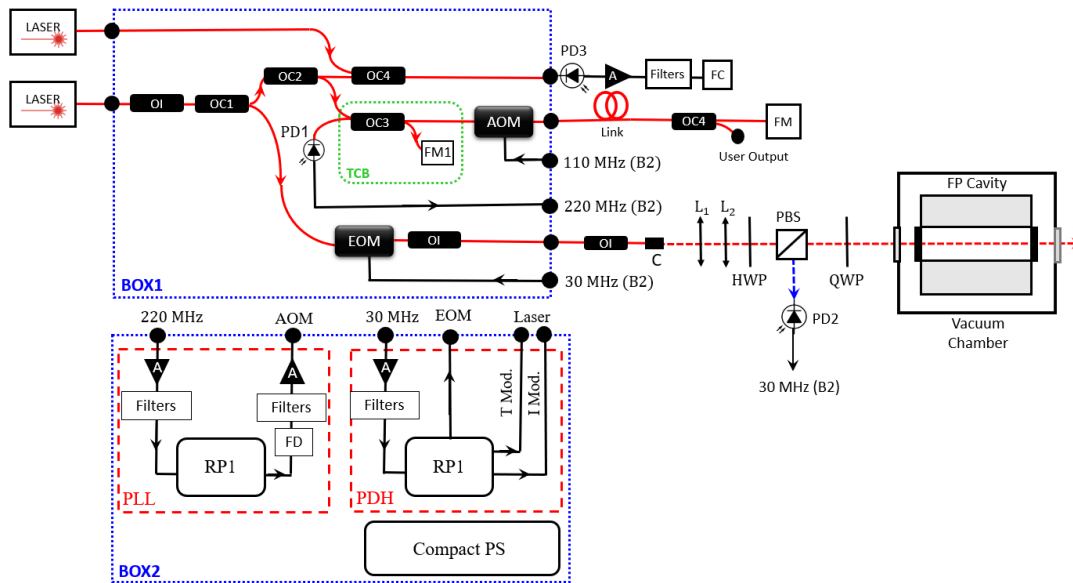 LASER
LASER
OI
OC1
OC2
OC4
PD1
OC3
FM1
TCB
AOM
EOM
OI
BOX1
PD3
A
Filters
FC
Link
OC4
FM
User Output
110 MHz (B2)
220 MHz (B2)
30 MHz (B2)
OI
C
L1
L2
HWP
PBS
QWP
PD2
30 MHz (B2)
FP Cavity
Vacuum
Chamber
220 MHz
AOM
30 MHz
EOM
Laser
A
A
A
Filters
Filters
FD
RP1
PLL
Filters
RP1
T Mod.
I Mod.
PDH
Compact PS
BOX2